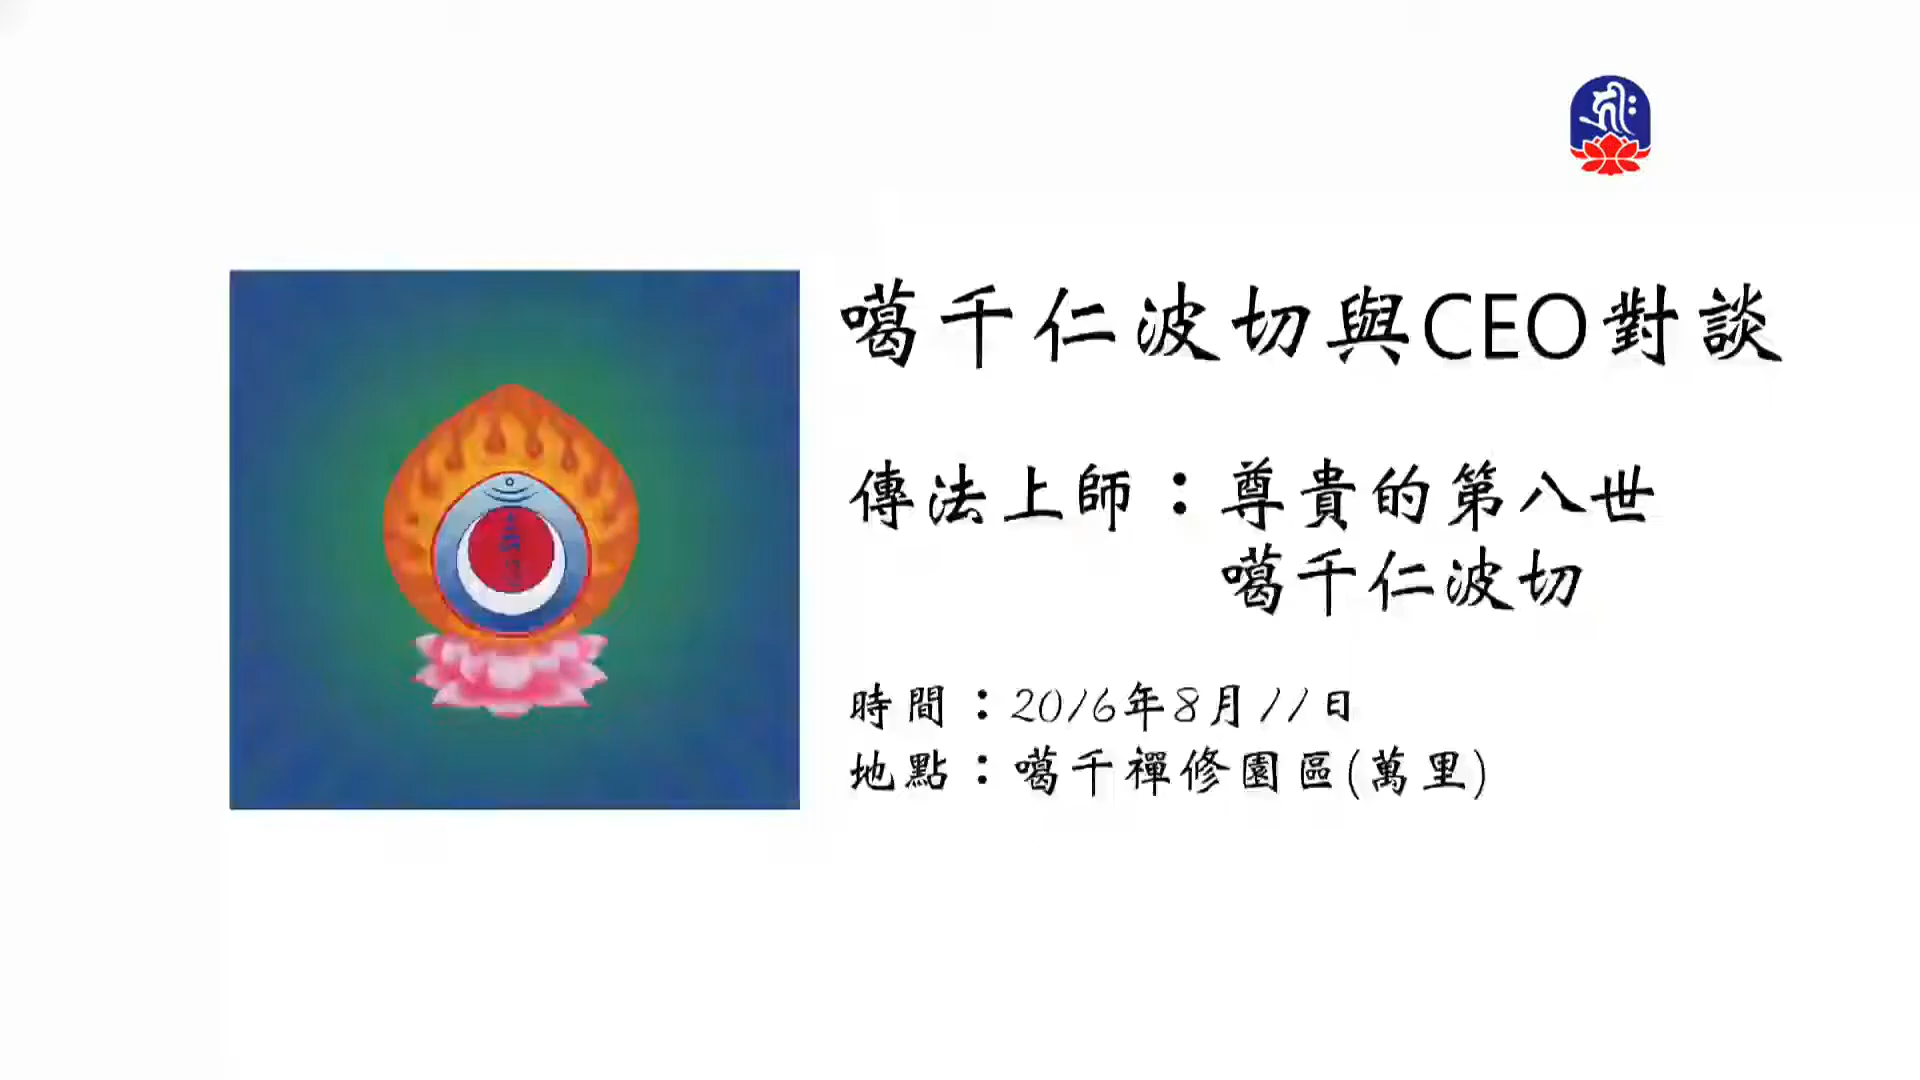 噶千仁波切與CEO對談
傳法上師：尊貴的第八世
噶千仁波切
時間：2016年8月11日
地點：噶千禪修園區(萬里)